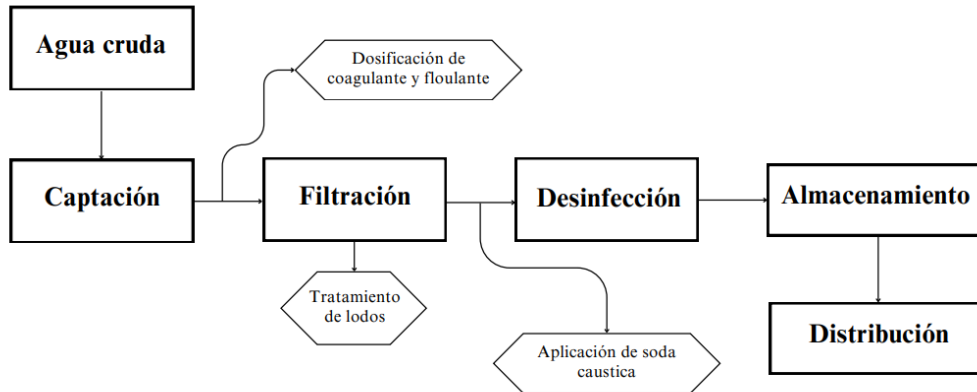 Agua cruda
Dosificación de
coagulante y floulante
Captación
Filtración
Desinfección
Almacenamiento
Tratamiento
de lodos
Aplicación de soda
caustica
Distribución